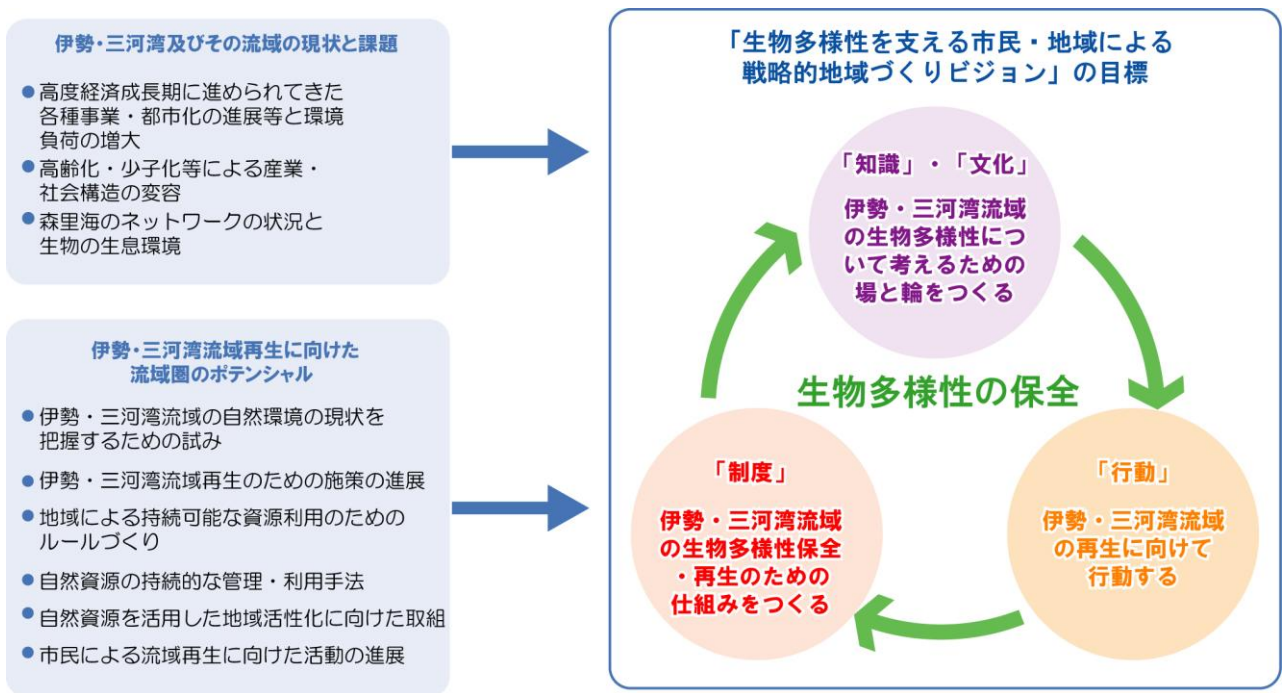 伊勢・三河湾及びその流域の現状と課題
●高度経済成長期に進められてきた
各種事業・都市化の進展等と環境
負荷の増大
●高齢化・少子化等による産業・
社会構造の変容
●森里海のネットワークの状況と
生物の生息環境
伊勢・三河湾流域再生に向けた
流域圏のポテンシャル
●伊勢・三河湾流域の自然環境の現状を
把握するための試み
●伊勢・三河湾流域再生のための施策の進展
●地域による持続可能な資源利用のための
ルールづくり
●自然資源の持続的な管理・利用手法
●自然資源を活用した地域活性化に向けた取組
●市民による流域再生に向けた活動の進展
「生物多様性を支える市民・地域による
戦略的地域づくりビジョン」の目標
「知識」・「文化」
伊勢・三河湾流域
の生物多様性につ
いて考えるための
場と輪をつくる
生物多様性の保全
「制度」
伊勢・三河湾流域
の生物多様性保全
・再生のための
仕組みをつくる
「行動」
伊勢・三河湾流域
の再生に向けて
行動する